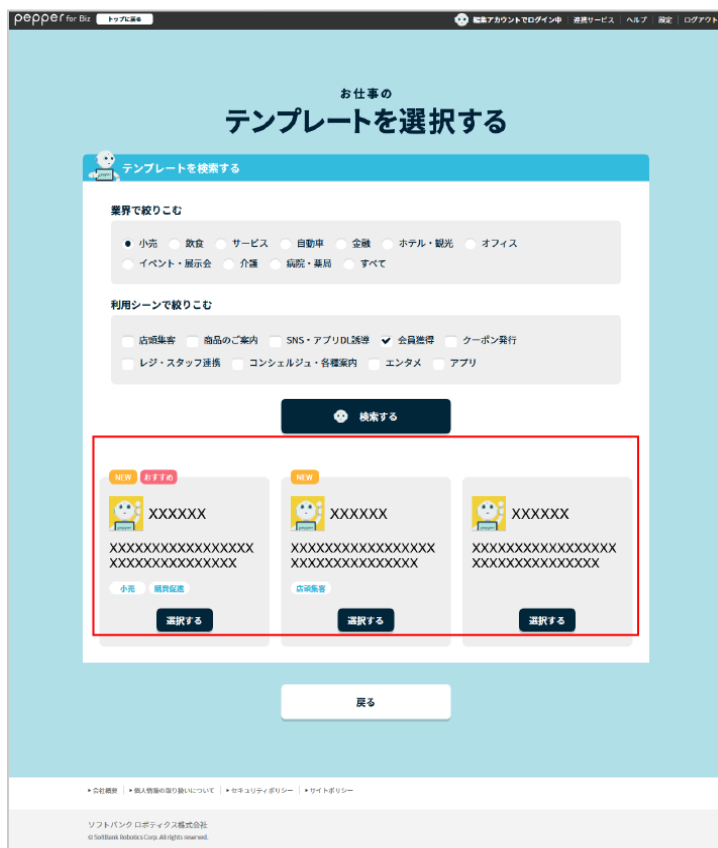 pepper for Biz トップに戻る 編集アカウントでログイン中 連携サービス ヘルプ 設定 ログアウト
お仕事の
テンプレートを選択する
テンプレートを検索する
業界で絞りこむ
小売 飲食 サービス 自動車 金融 ホテル・観光 オフィス
イベント・展示会 介護 病院・薬局 すべて
利用シーンで絞りこむ
店頭集客 商品のご案内 SNS・アプリDL誘導 会員獲得 クーポン発行
レジ・スタッフ連携 コンシェルジュ・各種案内 エンタメ アプリ
検索する
NEW おすすめ
XXXXXX
XXXXXXXXXXXXXXXXX
XXXXXXXXXXXXXXX
小売 購買促進
選択する
NEW
XXXXXX
XXXXXXXXXXXXXXXXX
XXXXXXXXXXXXXXX
店頭集客
選択する
XXXXXX
XXXXXXXXXXXXXXXXX
XXXXXXXXXXXXXXX
選択する
戻る
会社概要 個人情報の取り扱いについて セキュリティポリシー サイトポリシー
ソフトバンク ロボティクス株式会社
© SoftBank Robotics Corp. All rights reserved.